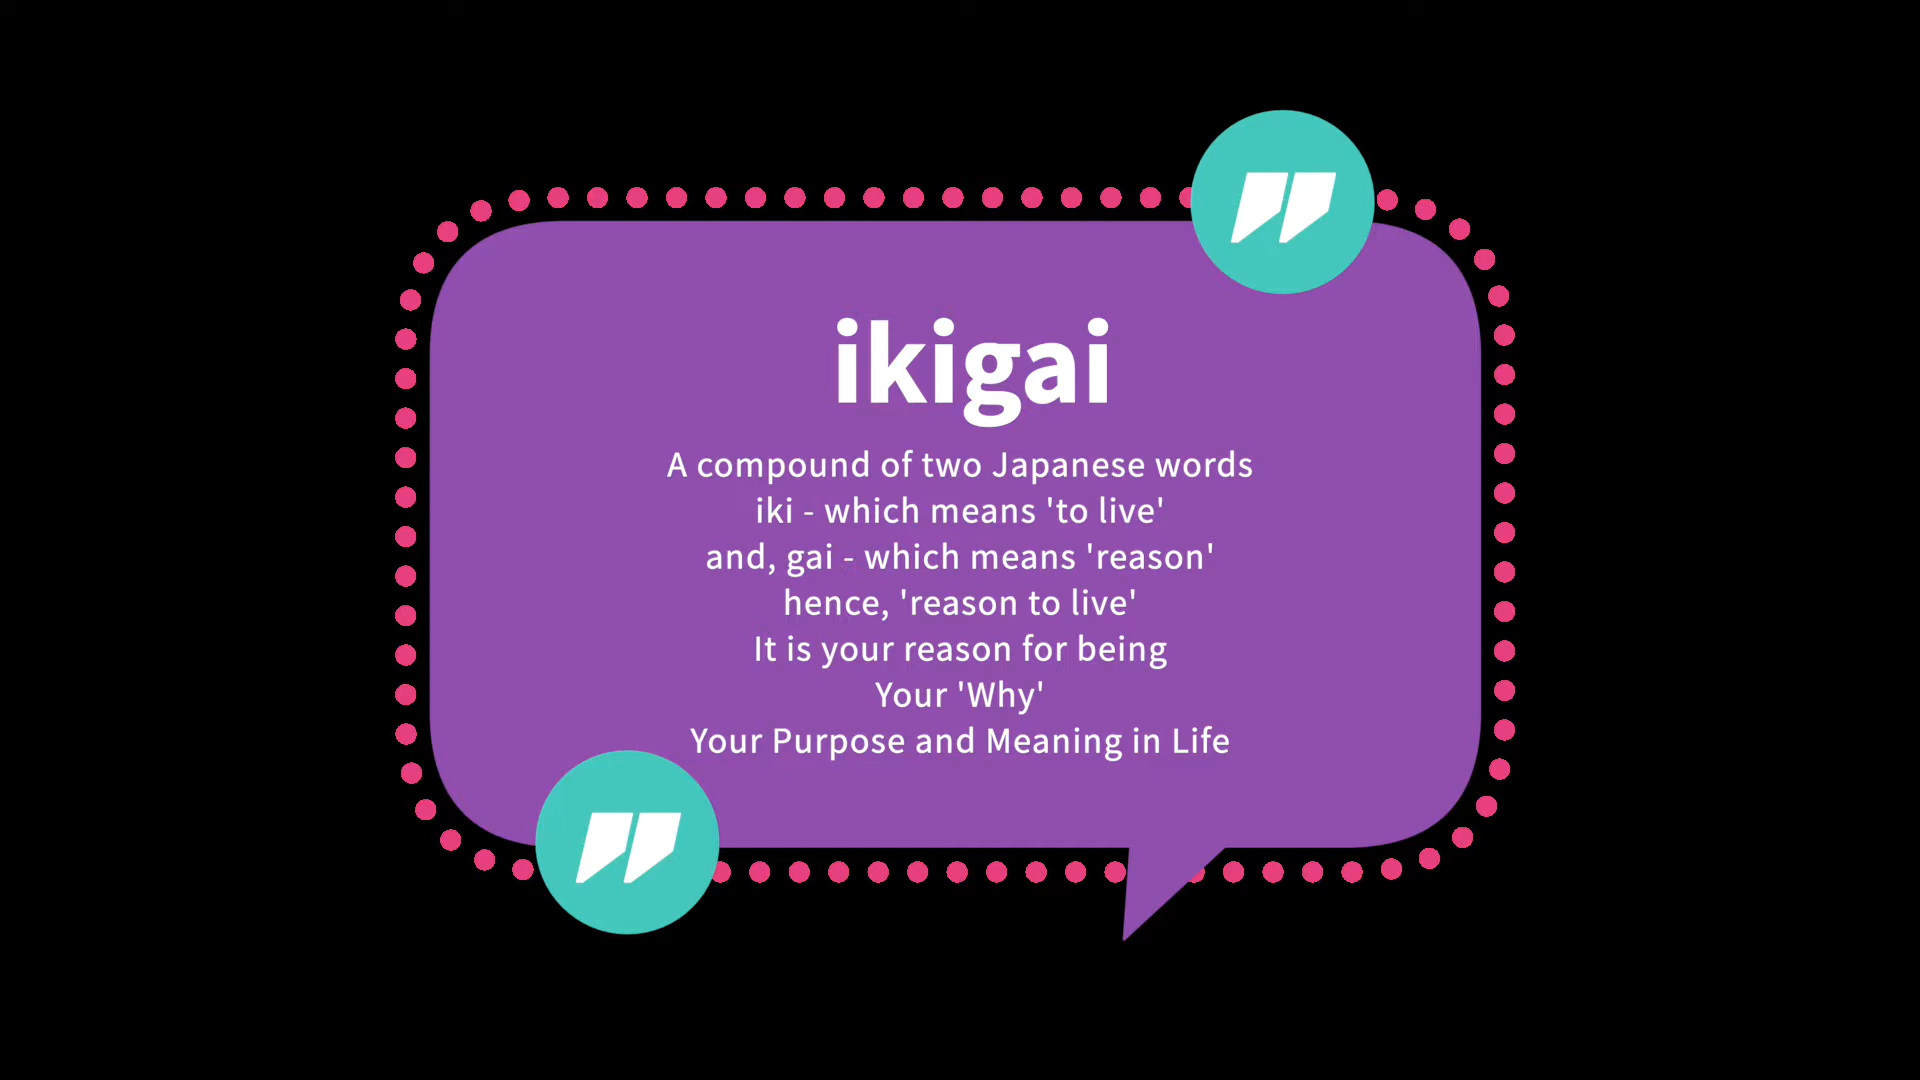 ikigai
A compound of two Japanese words
iki - which means 'to live'
and, gai - which means 'reason'
hence, 'reason to live'
It is your reason for being
Your 'Why'
Your Purpose and Meaning in Life